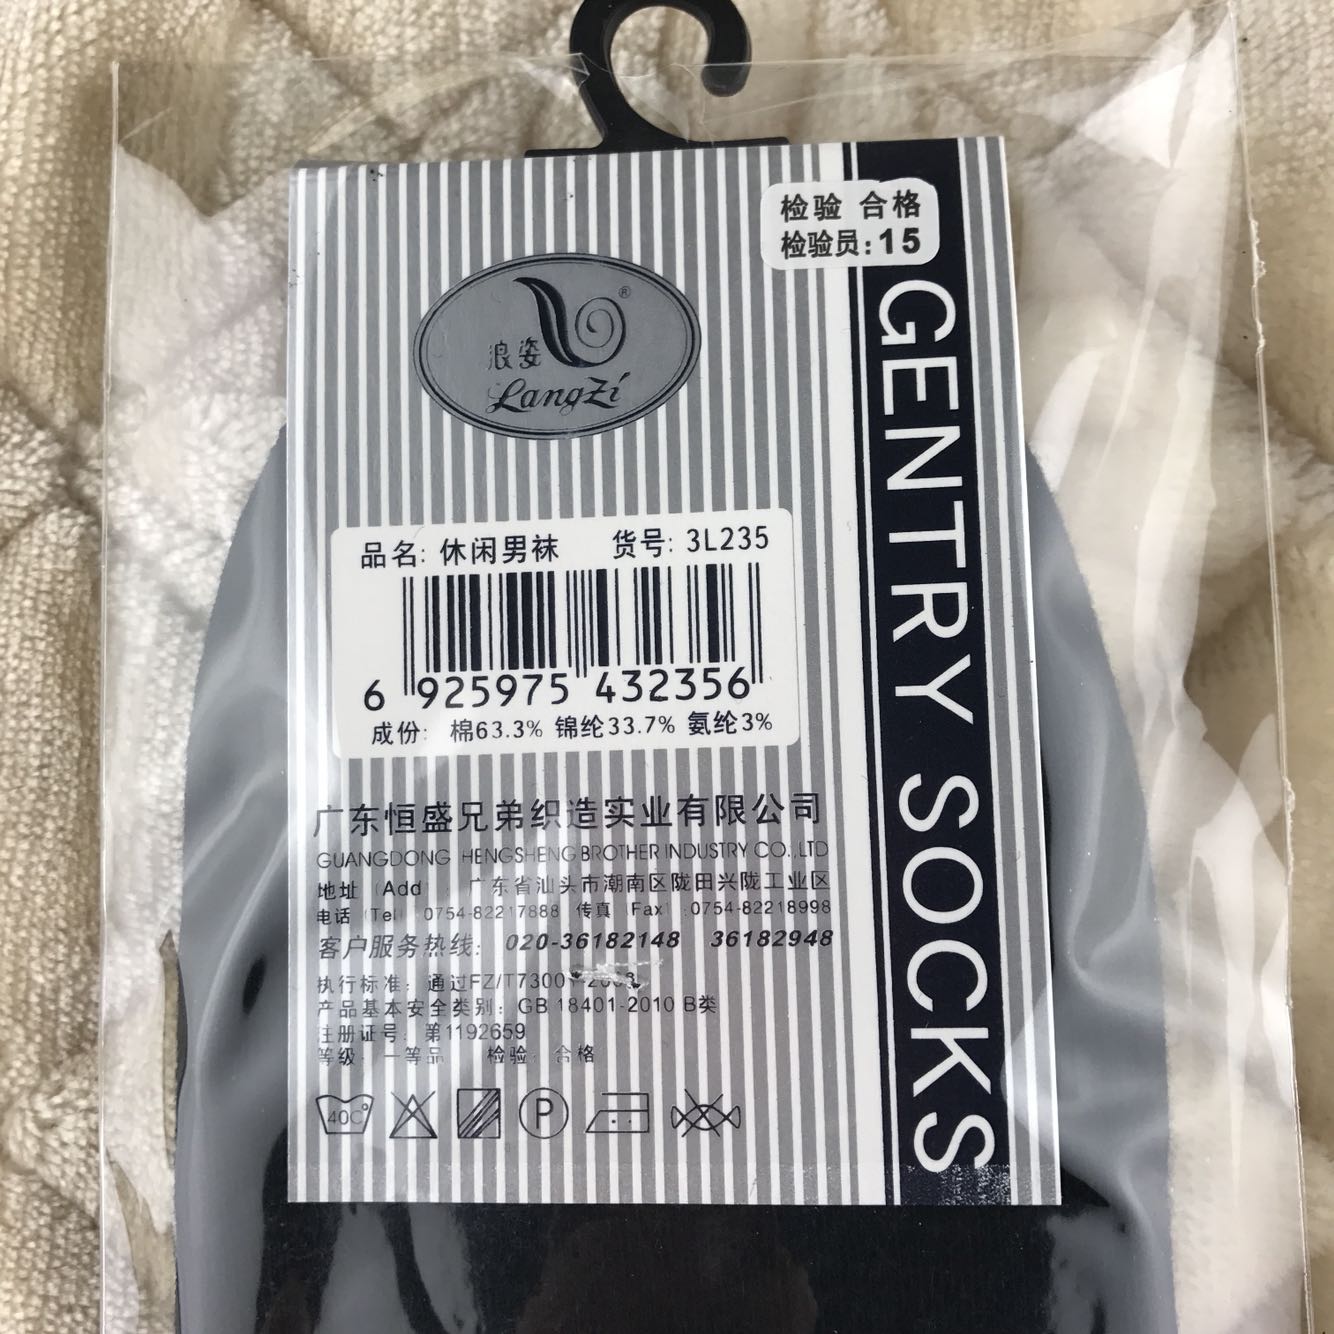 检验 合格
检验员:15
浪姿
®
LangZi
GENTRY SOCKS
品名: 休闲男袜 货号: 3L235
6 925975 432356
成份: 棉63.3% 锦纶33.7% 氨纶3%
广东恒盛兄弟织造实业有限公司
GUANGDONG HENGSHENG BROTHER INDUSTRY CO.,LTD
地址 (Add) : 广东省汕头市潮南区陇田兴陇工业区
电话 (Tel) :0754-82217888 传真 (Fax) :0754-82218998
客户服务热线: 020-36182148 36182948
执行标准: 通过
产品基本安全类别: GB 18401-2010 B类
注册证号: 第1192659
等级: 一等品 检验: 合格
40C°
P